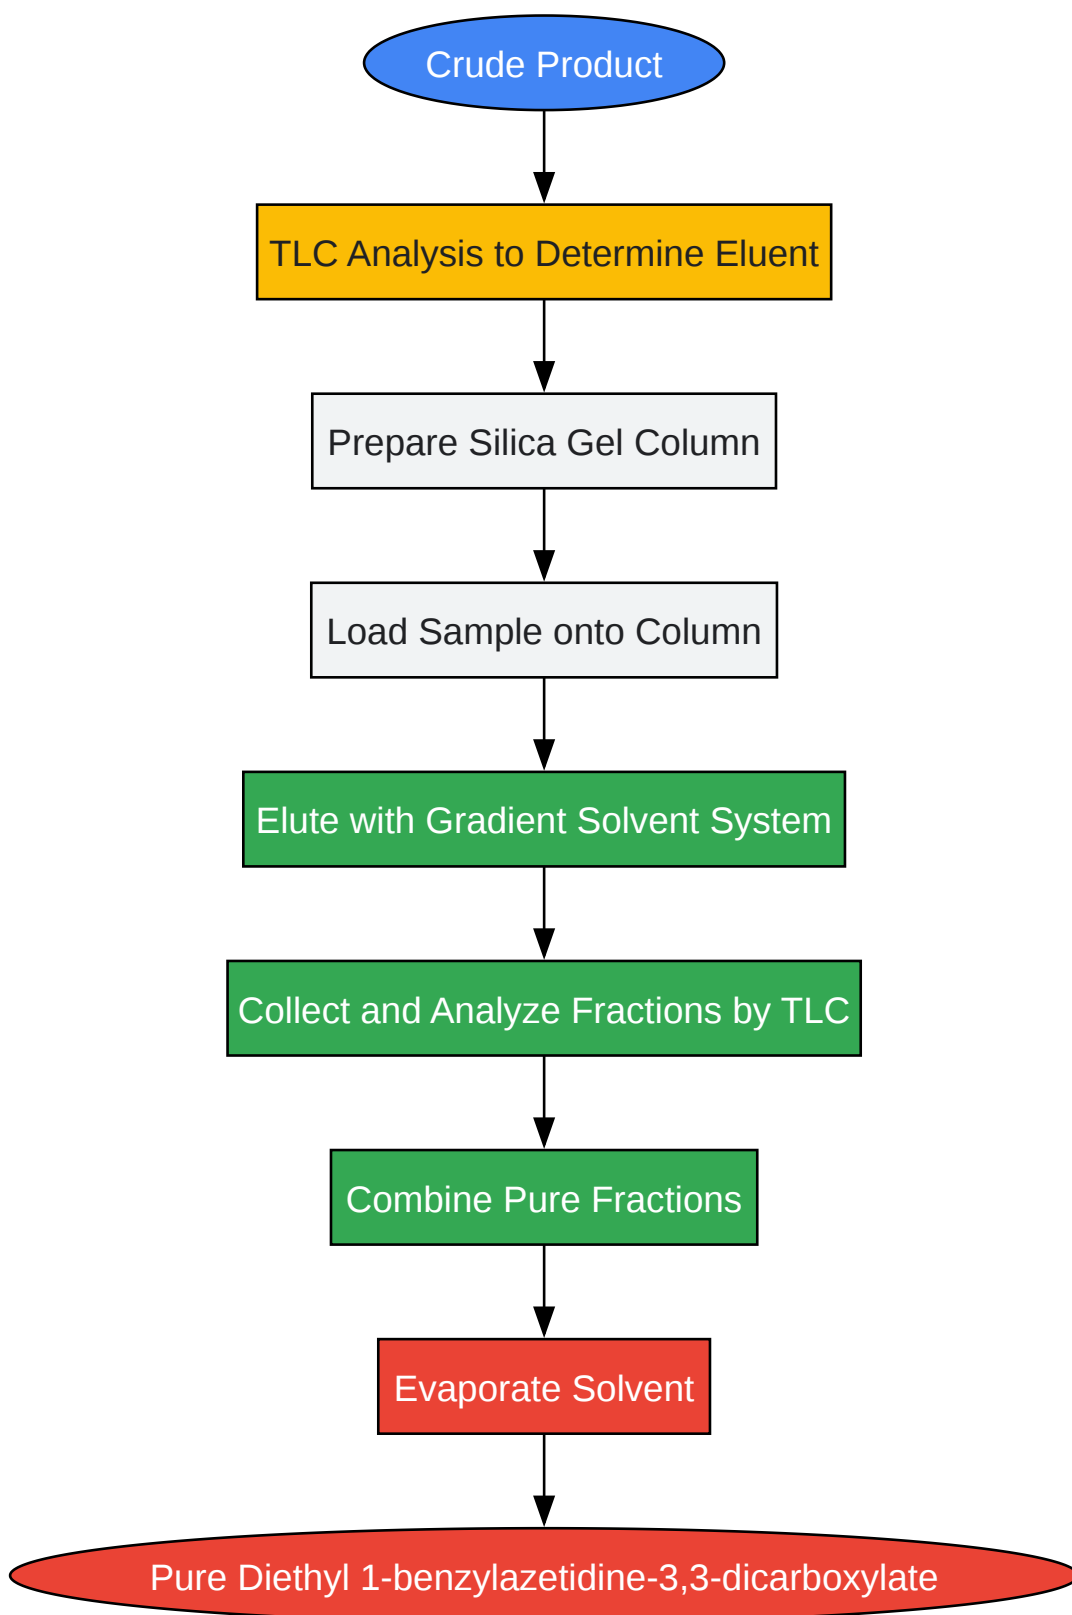 Crude Product
TLC Analysis to Determine Eluent
Prepare Silica Gel Column
Load Sample onto Column
Elute with Gradient Solvent System
Collect and Analyze Fractions by TLC
Combine Pure Fractions
Evaporate Solvent
Pure Diethyl 1-benzylazetidine-3,3-dicarboxylate